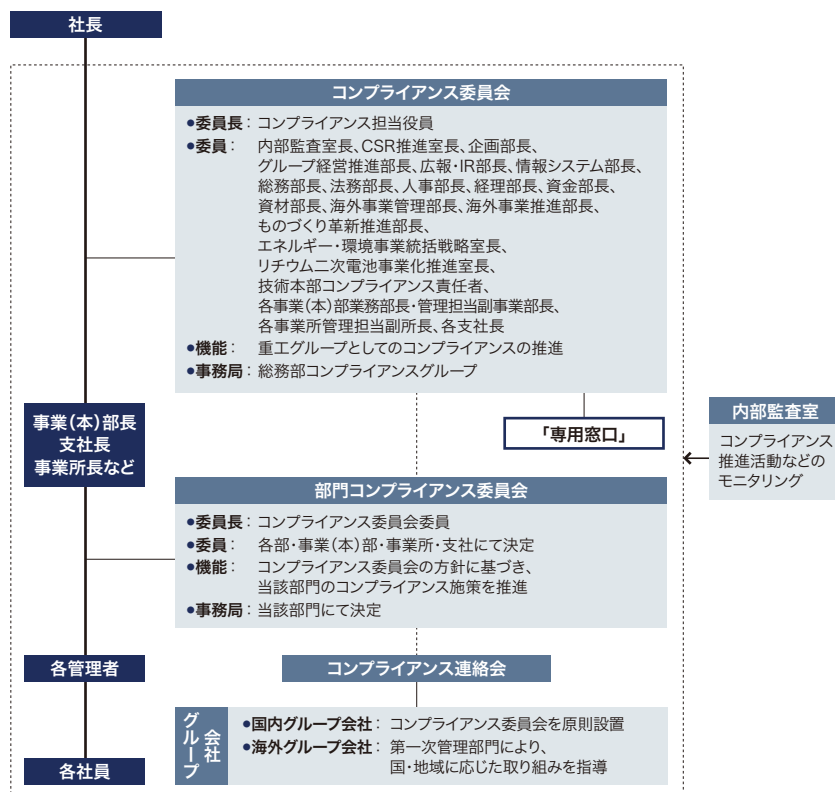 社長
コンプライアンス委員会
●委員長：コンプライアンス担当役員
●委員：内部監査室長、CSR推進室長、企画部長、
グループ経営推進部長、広報・IR部長、情報システム部長、
総務部長、法務部長、人事部長、経理部長、資金部長、
資材部長、海外事業管理部長、海外事業推進部長、
ものづくり革新推進部長、
エネルギー・環境事業統括戦略室長、
リチウム二次電池事業化推進室長、
技術本部コンプライアンス責任者、
各事業(本)部業務部長・管理担当副事業部長、
各事業所管理担当副所長、各支社長
●機能：重工グループとしてのコンプライアンスの推進
●事務局：総務部コンプライアンスグループ
事業(本)部長
支社長
事業所長など
「専用窓口」
内部監査室
コンプライアンス
推進活動などの
モニタリング
部門コンプライアンス委員会
●委員長：コンプライアンス委員会委員
●委員：各部・事業(本)部・事業所・支社にて決定
●機能：コンプライアンス委員会の方針に基づき、
当該部門のコンプライアンス施策を推進
●事務局：当該部門にて決定
各管理者
コンプライアンス連絡会
グループ
会社
●国内グループ会社：コンプライアンス委員会を原則設置
●海外グループ会社：第一次管理部門により、
国・地域に応じた取り組みを指導
各社員